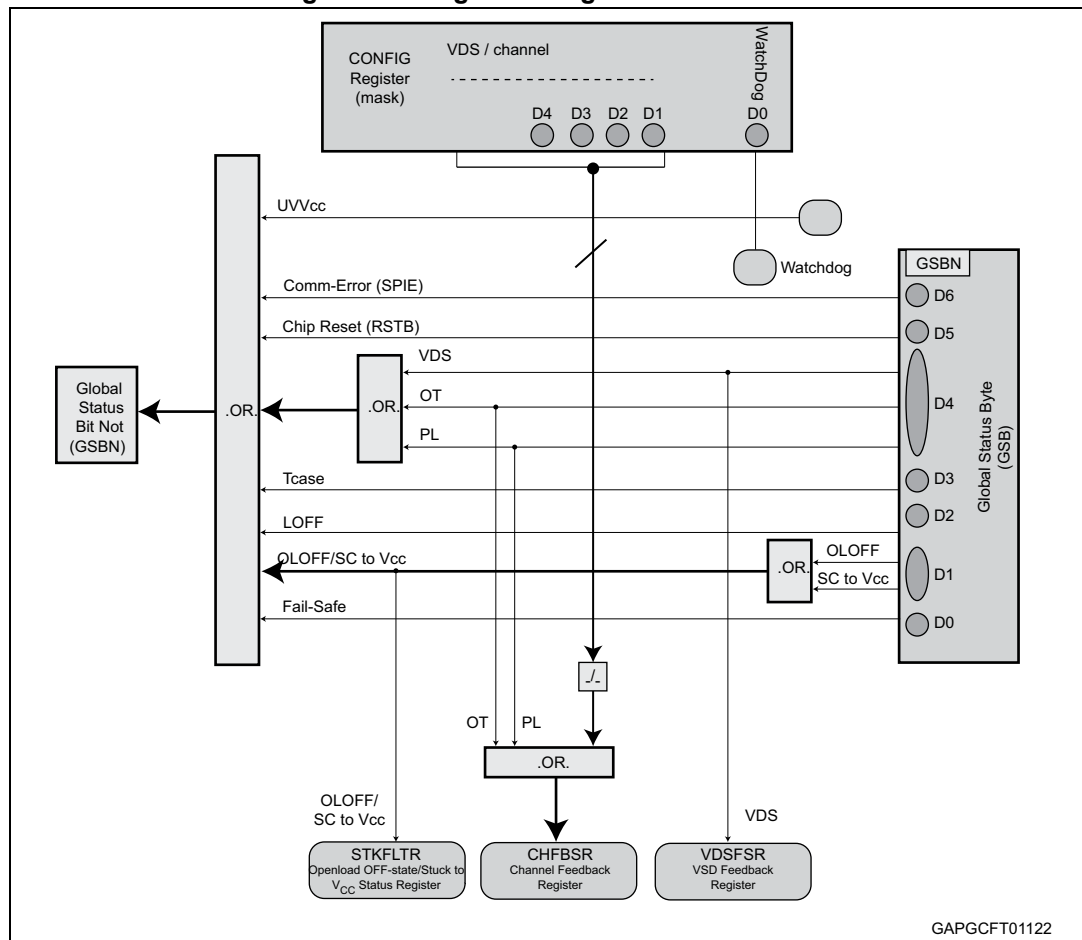 VDS / channel
WatchDog
CONFIG
Register
(mask)
D4 D3 D2 D1 D0
UVVcc
Watchdog
GSBN
Comm-Error (SPIE)
D6
Chip Reset (RSTB)
D5
VDS
Global
Status
Bit Not
(GSBN)
.OR.
.OR.
OT
D4
PL
Global Status Byte
(GSB)
Tcase
D3
LOFF
D2
OLOFF/SC to Vcc
.OR.
OLOFF
SC to Vcc
D1
Fail-Safe
D0
-/-
OT PL
.OR.
OLOFF/
SC to Vcc
VDS
STKFLTR
Openload OFF-state/Stuck to
VCC Status Register
CHFBSR
Channel Feedback
Register
VDSFSR
VSD Feedback
Register
GAPGCFT01122